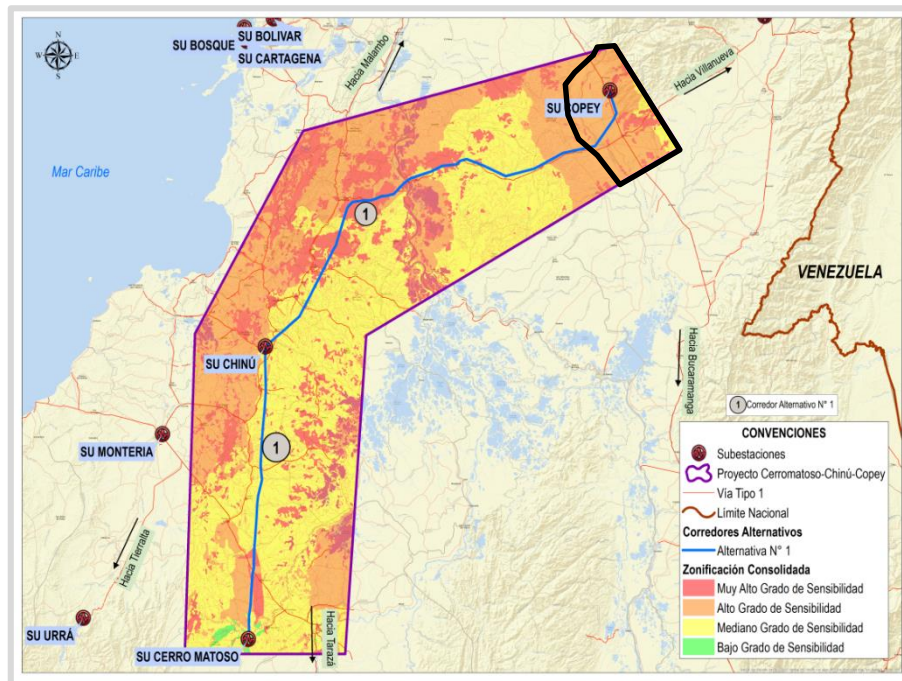 N
W E
S
SU BOLIVAR
SU BOSQUE
SU CARTAGENA
Hacia Malambo
Hacia Villanueva
SU COPEY
Mar Caribe
1
VENEZUELA
SU CHINÚ
Hacia Bucaramanga
1 Corredor Alternativo N° 1
SU MONTERIA
1
Hacia Tierralta
SU URRÁ
SU CERRO MATOSO
Hacia Tarazá
CONVENCIONES
Subestaciones
Proyecto Cerromatoso-Chinú-Copey
Vía Tipo 1
Límite Nacional
Corredores Alternativos
Alternativa N° 1
Zonificación Consolidada
Muy Alto Grado de Sensibilidad
Alto Grado de Sensibilidad
Mediano Grado de Sensibilidad
Bajo Grado de Sensibilidad